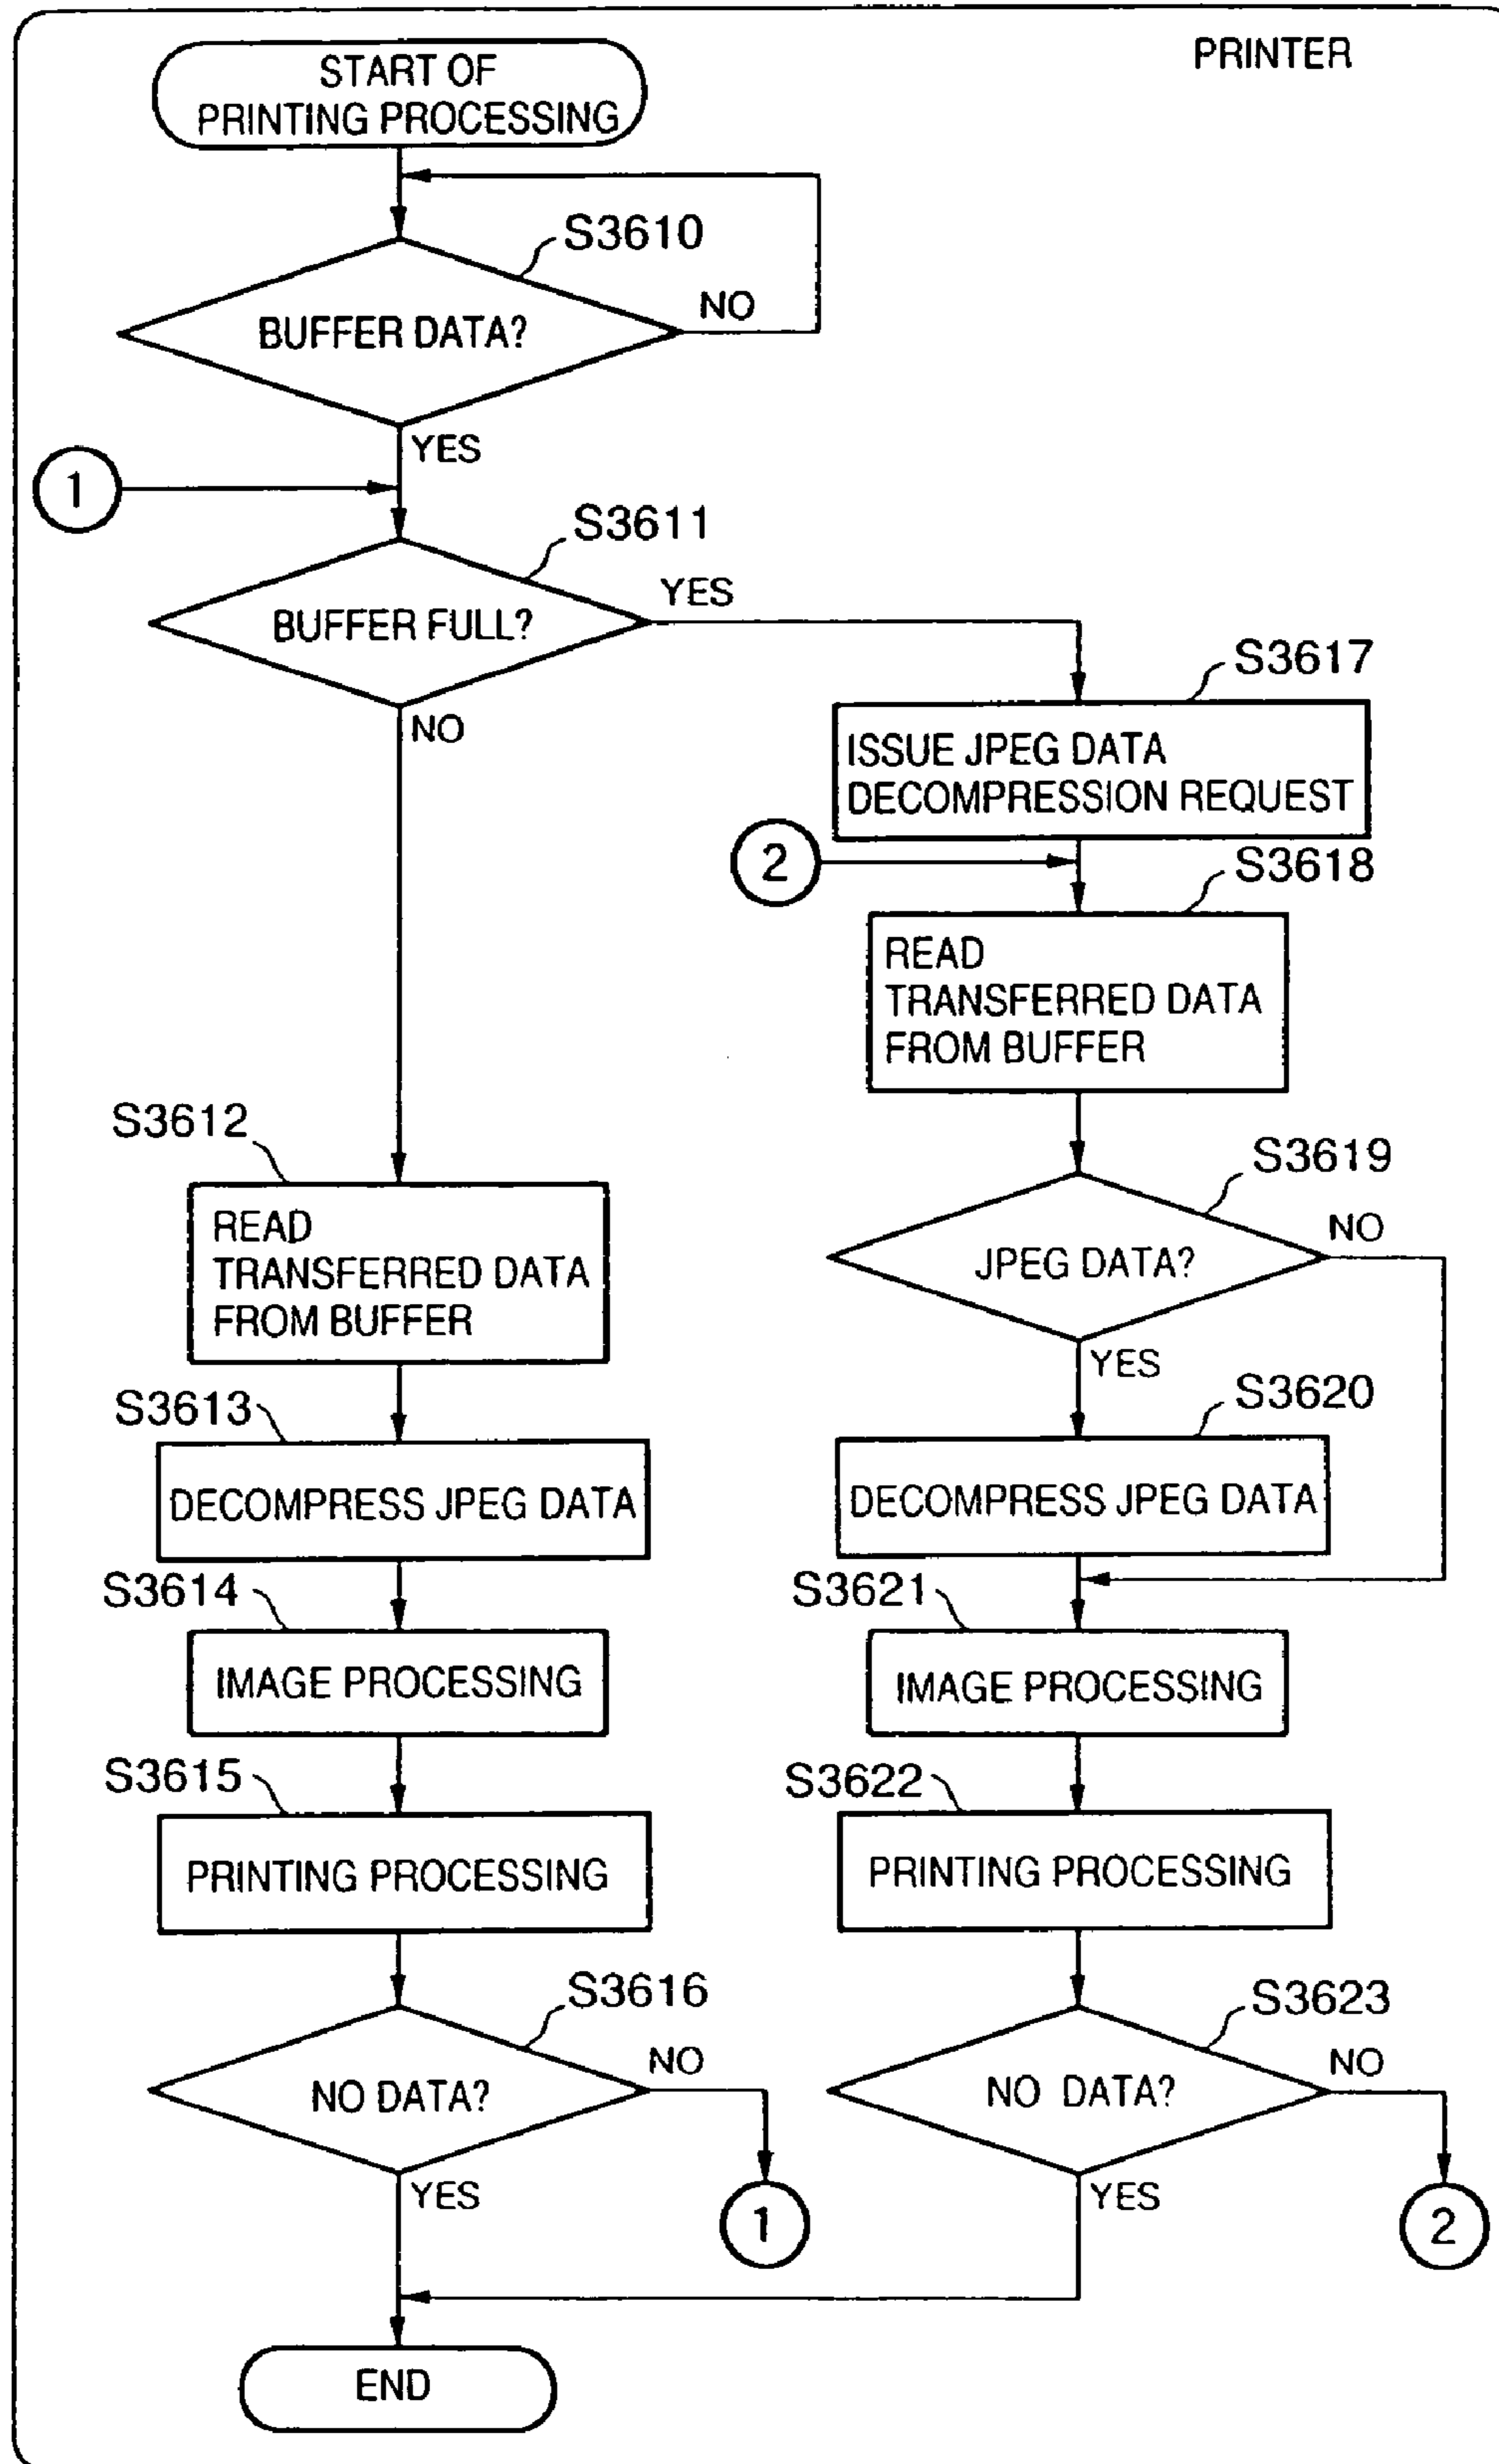 PRINTER
START OF
PRINTING PROCESSING
S3610
BUFFER DATA?
NO
YES
1
S3611
BUFFER FULL?
YES
NO
S3617
ISSUE JPEG DATA
DECOMPRESSION REQUEST
2
S3618
READ
TRANSFERRED DATA
FROM BUFFER
S3612
READ
TRANSFERRED DATA
FROM BUFFER
S3619
JPEG DATA?
NO
YES
S3613
DECOMPRESS JPEG DATA
S3620
DECOMPRESS JPEG DATA
S3614
IMAGE PROCESSING
S3621
IMAGE PROCESSING
S3615
PRINTING PROCESSING
S3622
PRINTING PROCESSING
S3616
NO DATA?
NO
YES
1
S3623
NO DATA?
NO
YES
2
END